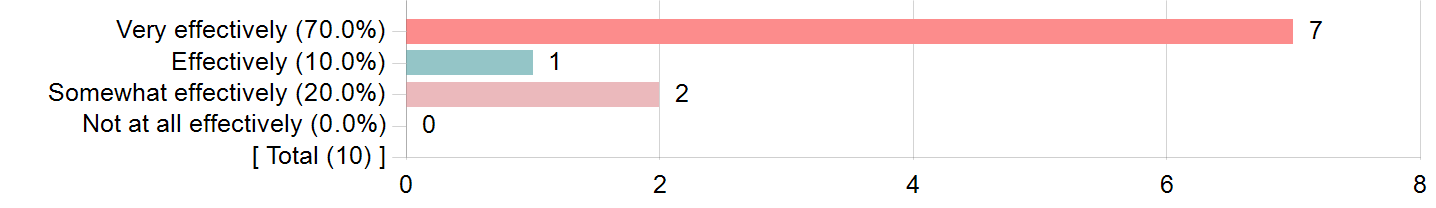 Very effectively (70.0%) 7
Effectively (10.0%) 1
Somewhat effectively (20.0%) 2
Not at all effectively (0.0%) 0
[ Total (10) ]
0 2 4 6 8